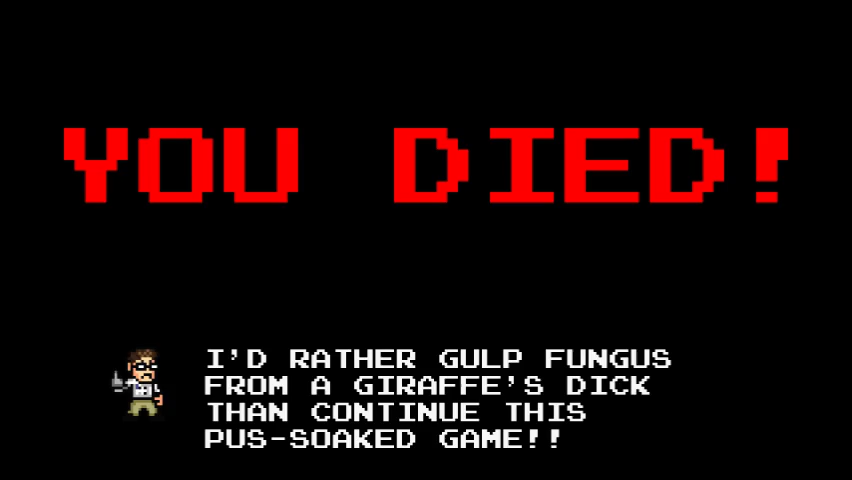 YOU DIED!
I'D RATHER GULP FUNGUS
FROM A GIRAFFE'S DICK
THAN CONTINUE THIS
PUS-SOAKED GAME!!